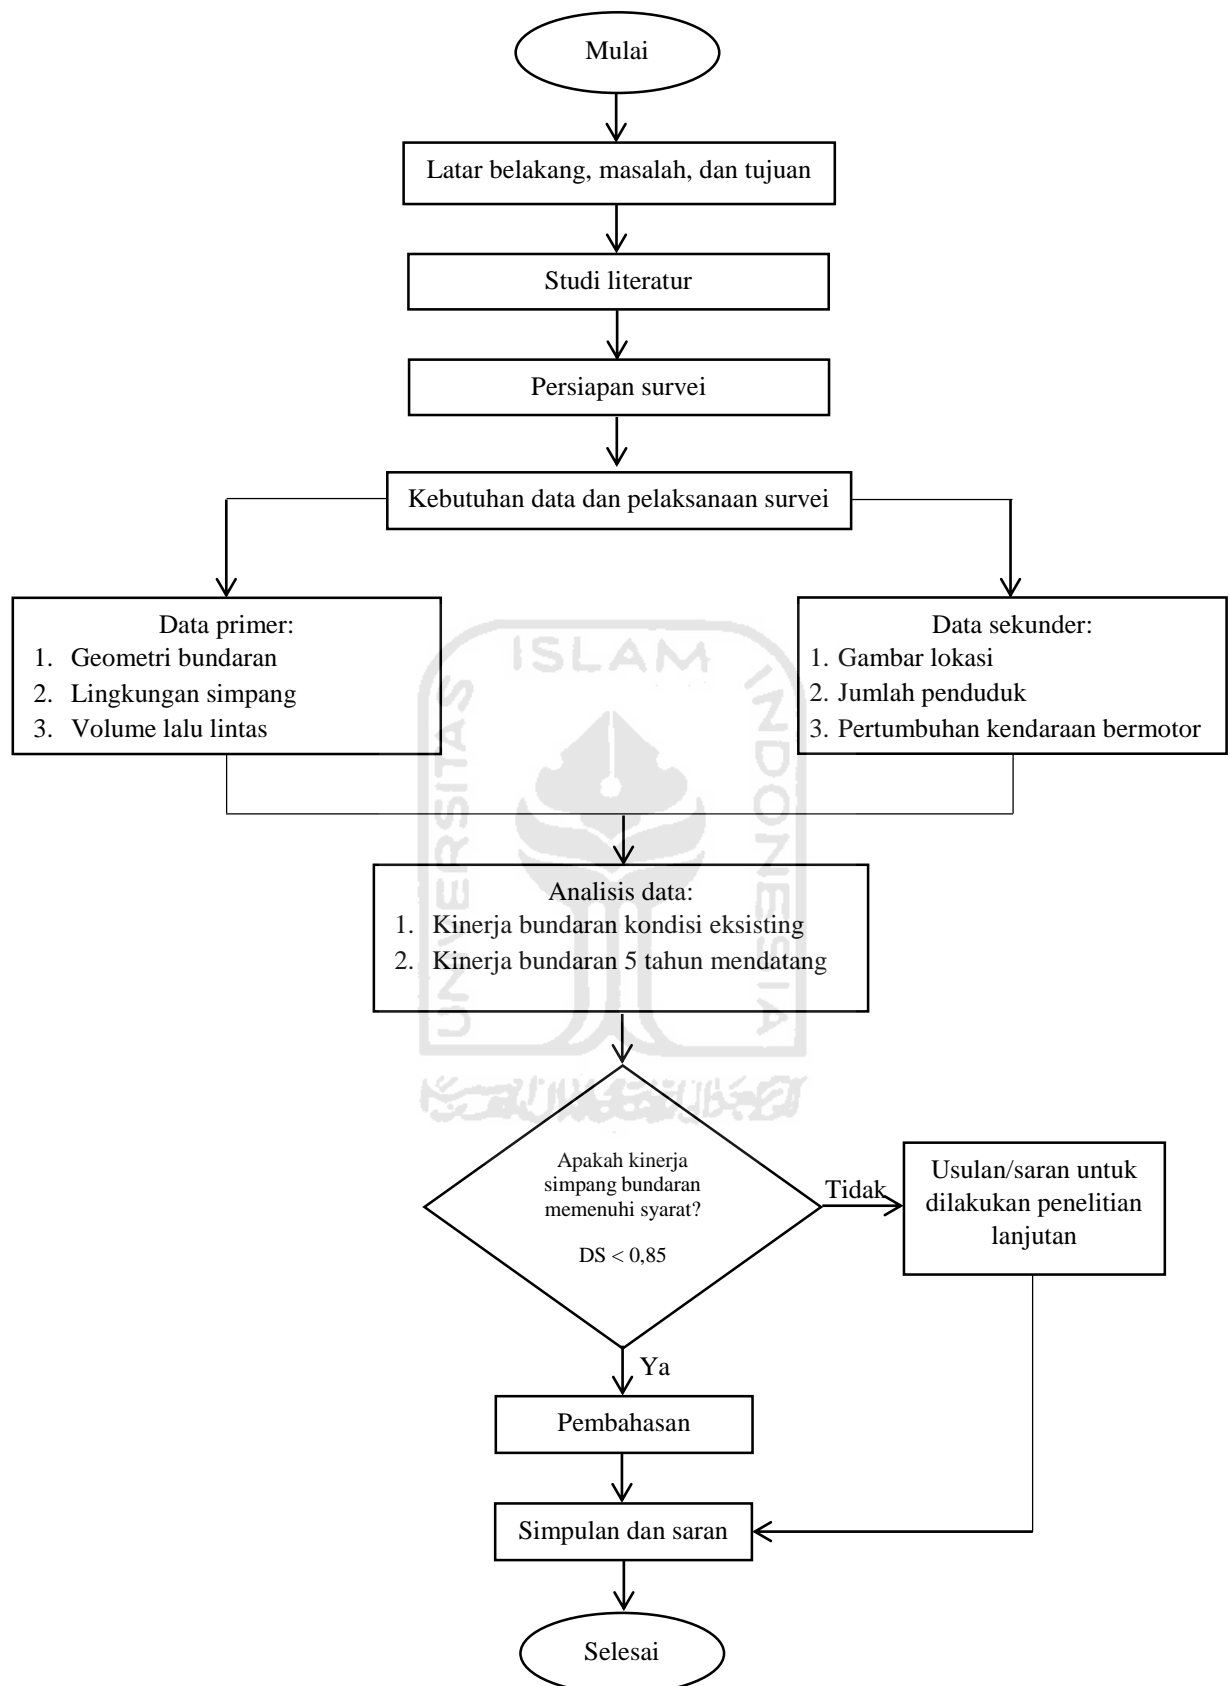 Mulai
Latar belakang, masalah, dan tujuan
Studi literatur
Persiapan survei
Kebutuhan data dan pelaksanaan survei
Data primer:
1. Geometri bundaran
2. Lingkungan simpang
3. Volume lalu lintas
Data sekunder:
1. Gambar lokasi
2. Jumlah penduduk
3. Pertumbuhan kendaraan bermotor
UNIVERSITAS
ISLAM
INDONESIA
Analisis data:
1. Kinerja bundaran kondisi eksisting
2. Kinerja bundaran 5 tahun mendatang
Apakah kinerja
simpang bundaran
memenuhi syarat?
DS < 0,85
Tidak
Usulan/saran untuk
dilakukan penelitian
lanjutan
Ya
Pembahasan
Simpulan dan saran
Selesai